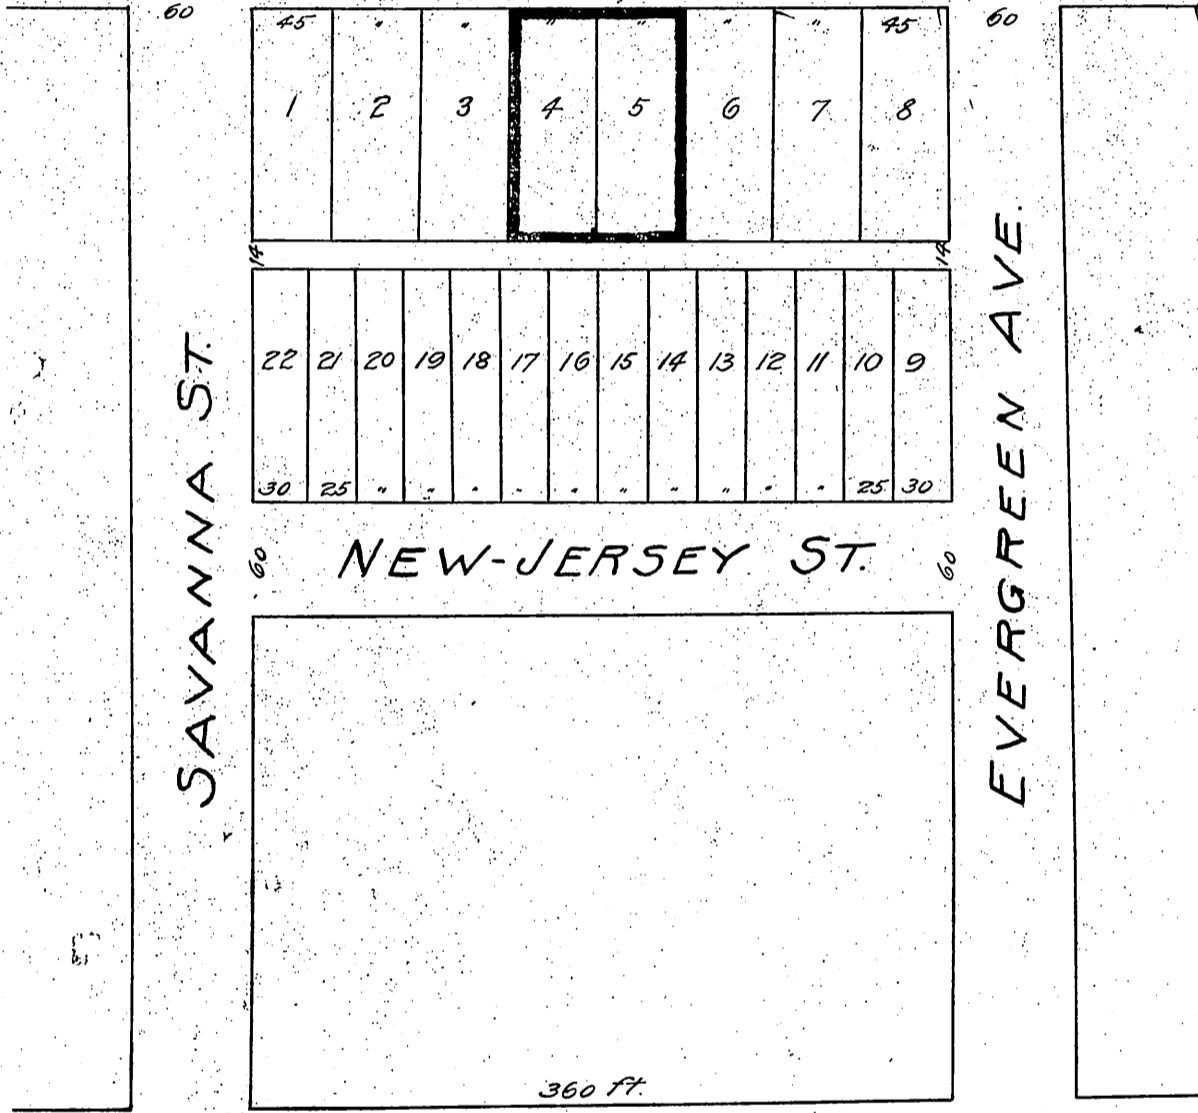 60 45 " " " " " " 45 60
1 2 3 4 5 6 7 8
14 14
22 21 20 19 18 17 16 15 14 13 12 11 10 9
30 25 " " " " " " " " " " 25 30
SAVANNA ST.
EVERGREEN AVE.
60 NEW-JERSEY ST. 60
360 ft.